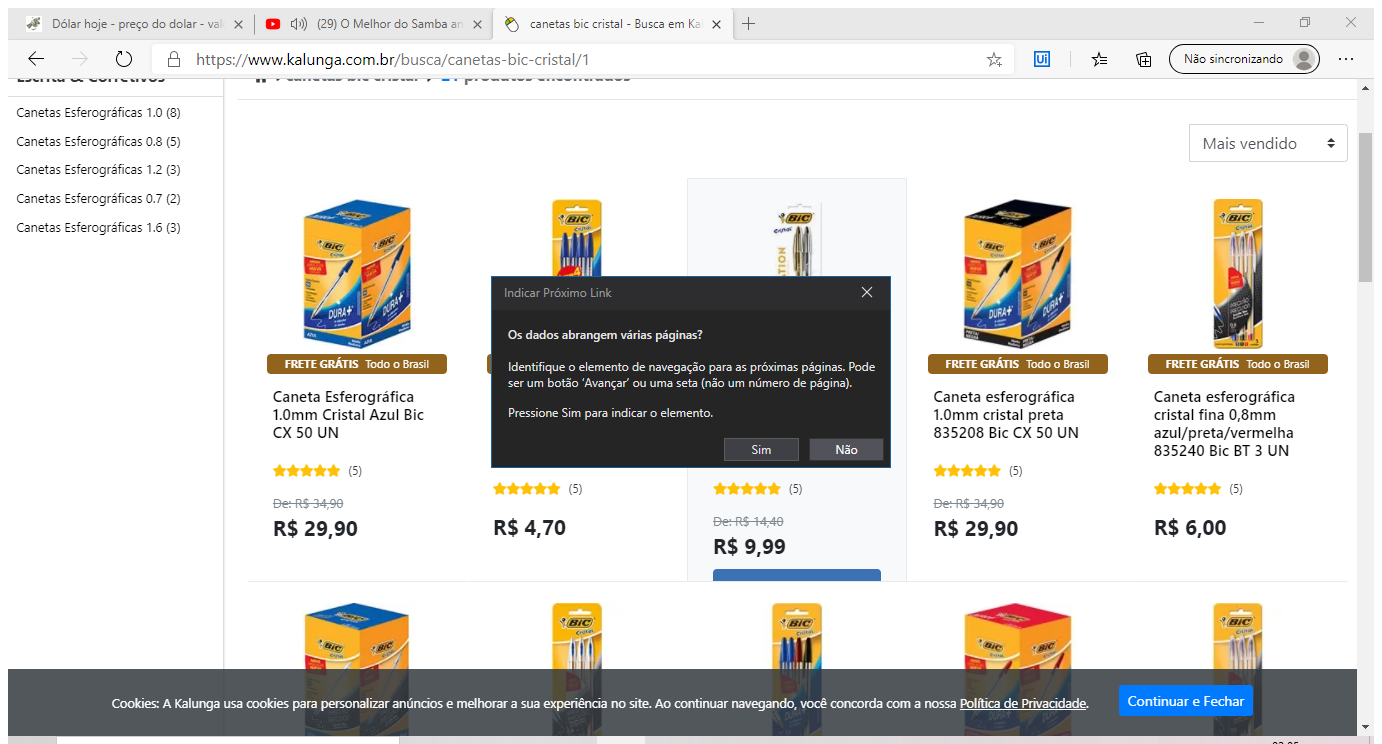 Dólar hoje - preço do dolar - val
(29) O Melhor do Samba an
canetas bic cristal - Busca em Kal
https://www.kalunga.com.br/busca/canetas-bic-cristal/1
Não sincronizando
Escrita & Corretivos
canetas bic cristal
produtos encontrados
Canetas Esferográficas 1.0 (8)
Canetas Esferográficas 0.8 (5)
Canetas Esferográficas 1.2 (3)
Canetas Esferográficas 0.7 (2)
Canetas Esferográficas 1.6 (3)
Mais vendido
FRETE GRÁTIS Todo o Brasil
Caneta Esferográfica
1.0mm Cristal Azul Bic
CX 50 UN
(5)
De: R$ 34,90
R$ 29,90
(5)
R$ 4,70
(5)
De: R$ 14,40
R$ 9,99
FRETE GRÁTIS Todo o Brasil
Caneta esferográfica
1.0mm cristal preta
835208 Bic CX 50 UN
(5)
De: R$ 34,90
R$ 29,90
FRETE GRÁTIS Todo o Brasil
Caneta esferográfica
cristal fina 0,8mm
azul/preta/vermelha
835240 Bic BT 3 UN
(5)
R$ 6,00
Indicar Próximo Link
Os dados abrangem várias páginas?
Identifique o elemento de navegação para as próximas páginas. Pode
ser um botão ‘Avançar’ ou uma seta (não um número de página).
Pressione Sim para indicar o elemento.
Sim
Não
Cookies: A Kalunga usa cookies para personalizar anúncios e melhorar a sua experiência no site. Ao continuar navegando, você concorda com a nossa Política de Privacidade.
Continuar e Fechar